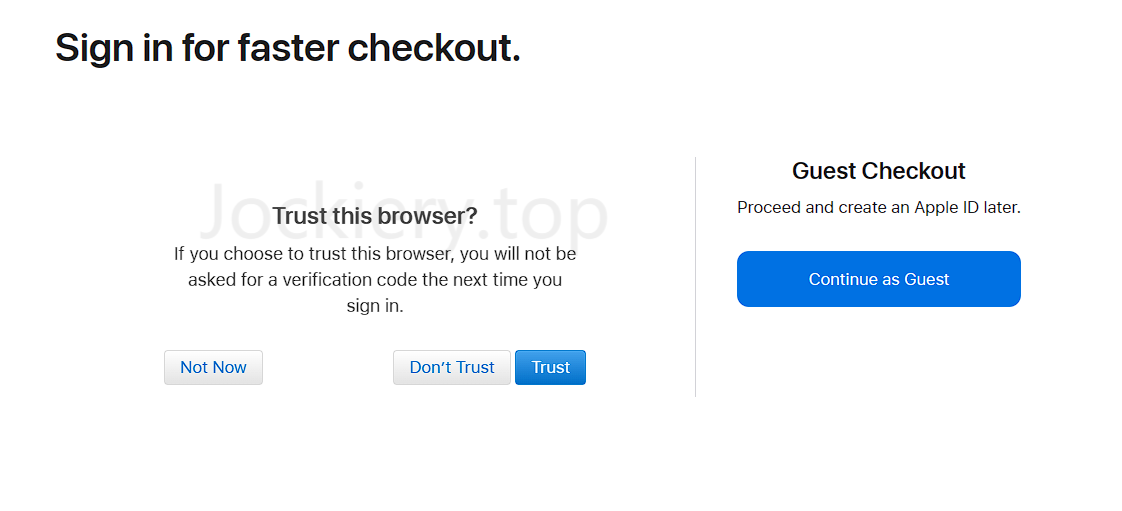 Sign in for faster checkout.
Jockiery.top
Trust this browser?
If you choose to trust this browser, you will not be
asked for a verification code the next time you
sign in.
Not Now
Don’t Trust
Trust
Guest Checkout
Proceed and create an Apple ID later.
Continue as Guest